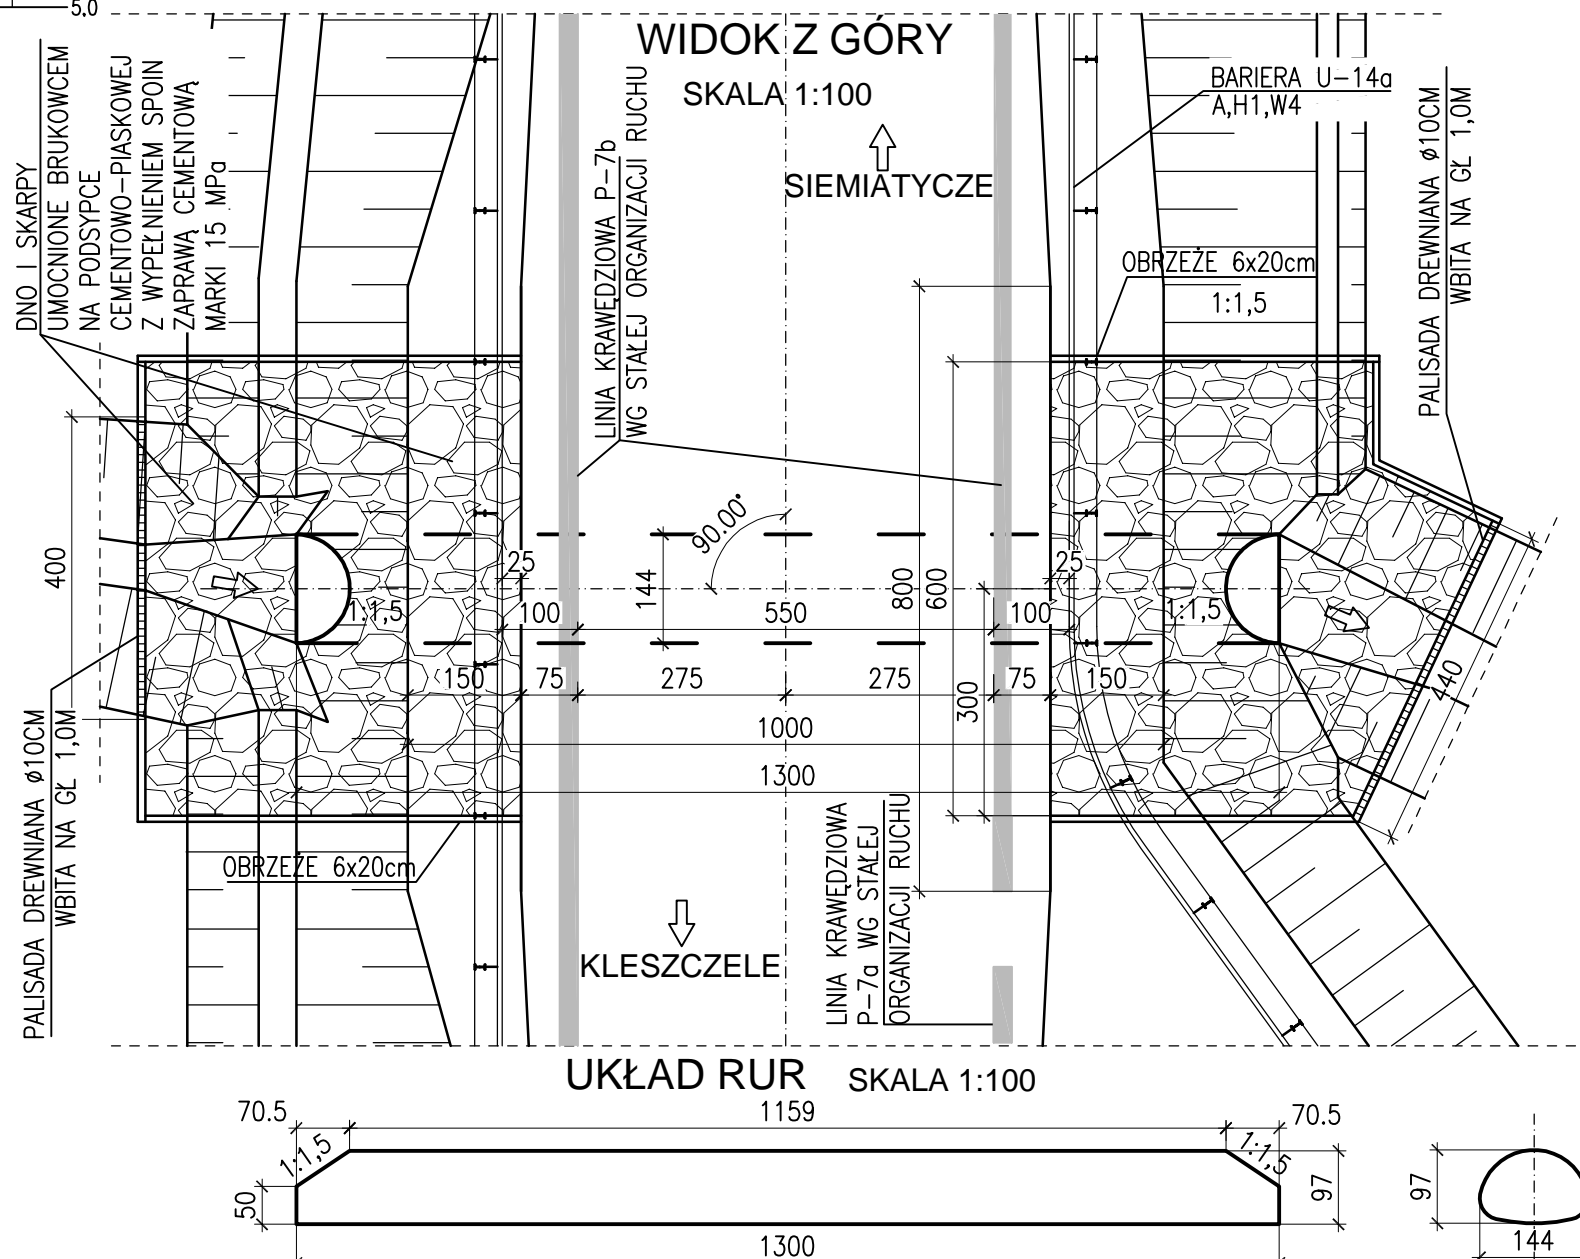 5,0
WIDOK Z GÓRY
SKALA 1:100
DNO I SKARPY
UMOCNIONE BRUKOWCEM
NA PODSYPCE
CEMENTOWO-PIASKOWEJ
Z WYPEŁNIENIEM SPOIN
ZAPRAWĄ CEMENTOWĄ
MARKI 15 MPa
LINIA KRAWĘDZIOWA P-7b
WG STAŁEJ ORGANIZACJI RUCHU
SIEMIATYCZE
BARIERA U-14a
A,H1,W4
PALISADA DREWNIANA ø10CM
WBITA NA GŁ 1,0M
OBRZEŻE 6x20cm
1:1,5
400
90.00°
25
144
800
600
25
1:1,5
100
550
100
1:1,5
150
75
275
275
75
150
300
440
1000
1300
PALISADA DREWNIANA ø10CM
WBITA NA GŁ 1,0M
OBRZEŻE 6x20cm
LINIA KRAWĘDZIOWA
P-7a WG STAŁEJ
ORGANIZACJI RUCHU
KLESZCZELE
UKŁAD RUR SKALA 1:100
70.5
1159
70.5
1:1,5
1:1,5
50
97
97
1300
144